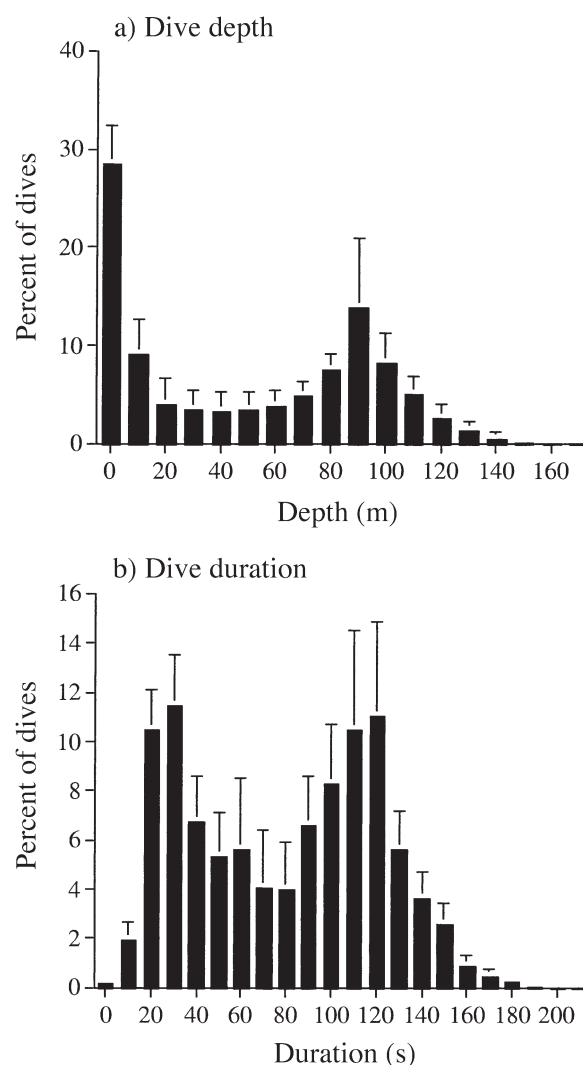 a) Dive depth
40
30
20
10
0
Percent of dives
0 20 40 60 80 100 120 140 160
Depth (m)
b) Dive duration
16
14
12
10
8
6
4
2
0
Percent of dives
0 20 40 60 80 100 120 140 160 180 200
Duration (s)